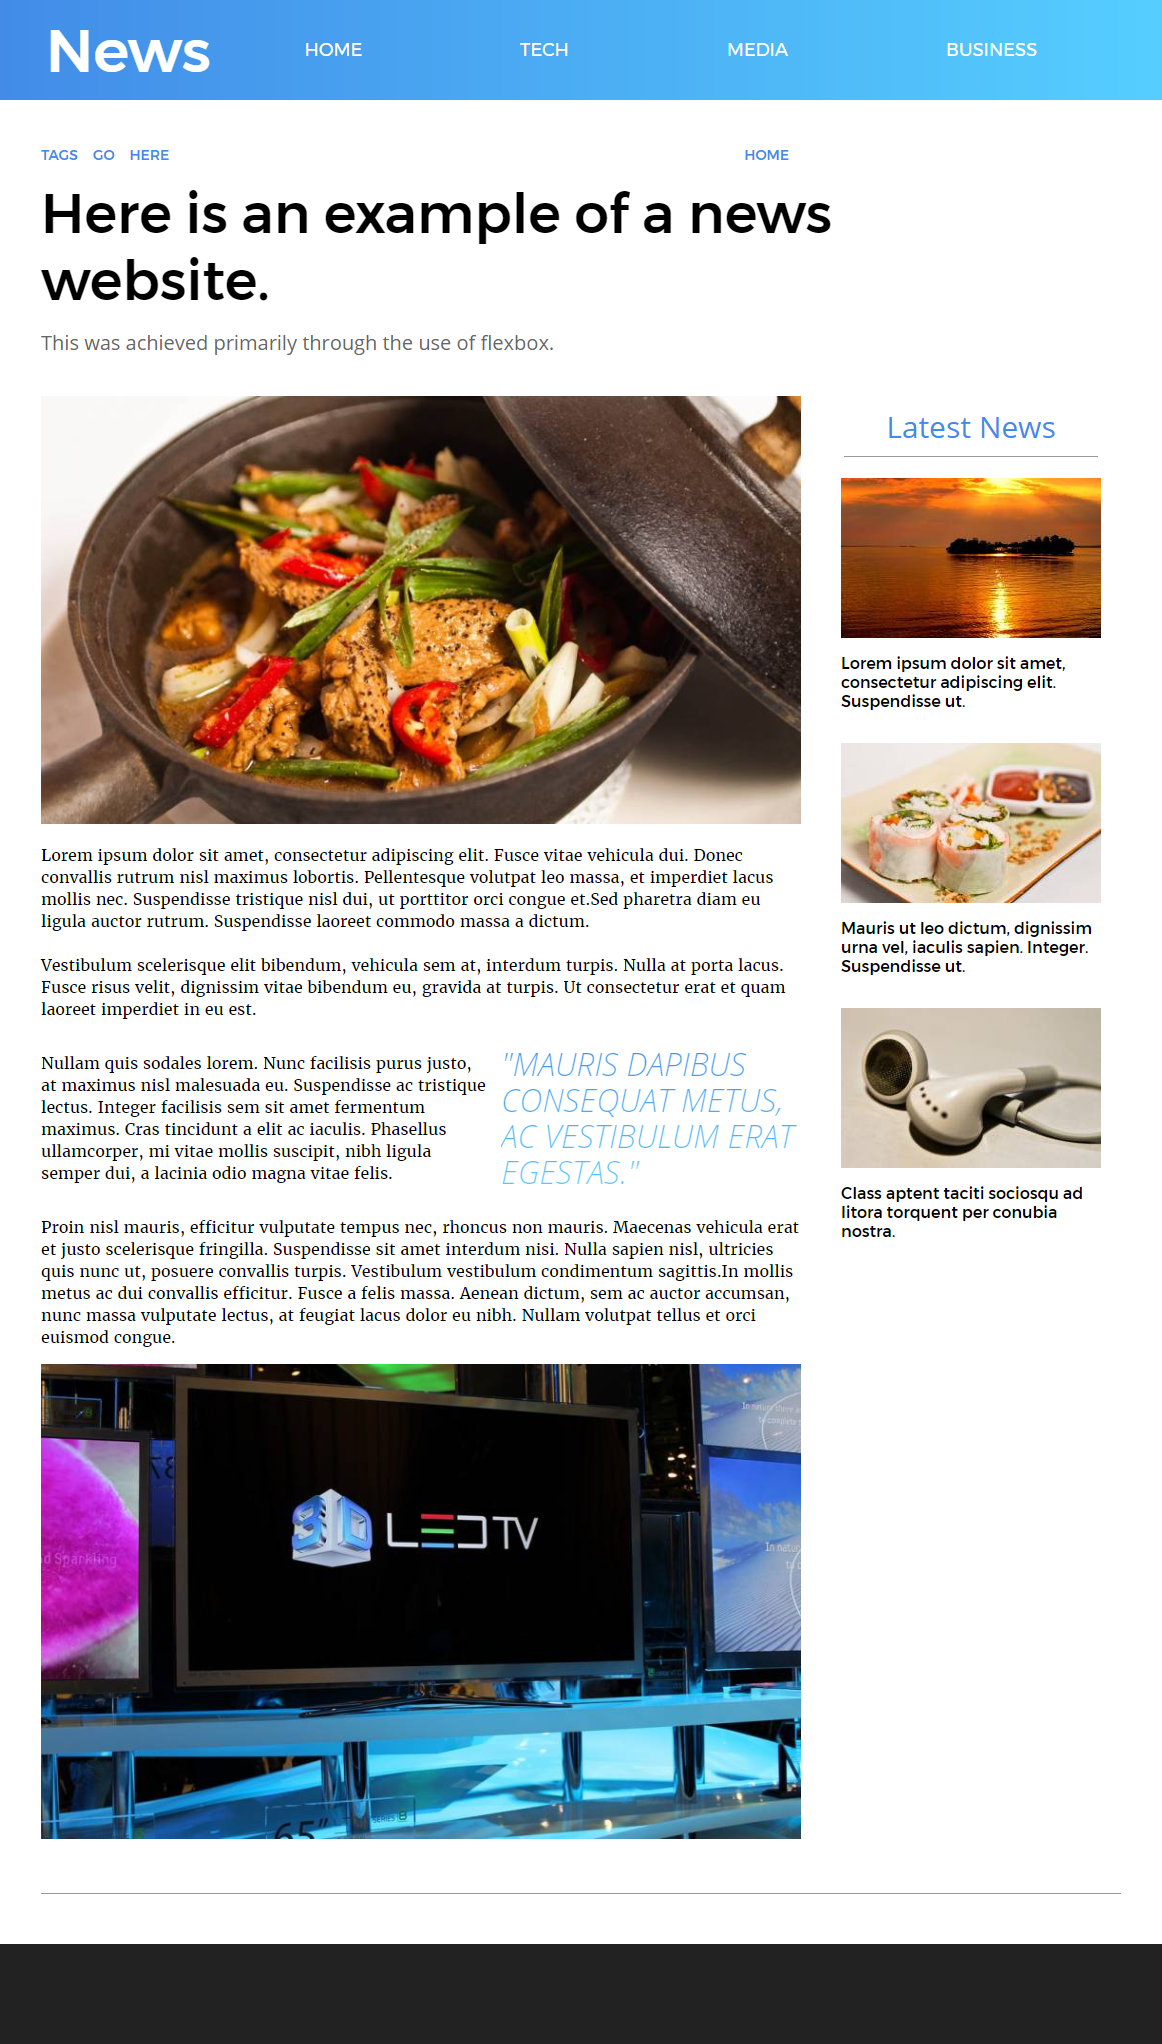 News
HOME
TECH
MEDIA
BUSINESS
TAGS GO HERE
HOME
Here is an example of a news
website.
This was achieved primarily through the use of flexbox.
Lorem ipsum dolor sit amet, consectetur adipiscing elit. Fusce vitae vehicula dui. Donec
convallis rutrum nisl maximus lobortis. Pellentesque volutpat leo massa, et imperdiet lacus
mollis nec. Suspendisse tristique nisl dui, ut porttitor orci congue et.Sed pharetra diam eu
ligula auctor rutrum. Suspendisse laoreet commodo massa a dictum.
Vestibulum scelerisque elit bibendum, vehicula sem at, interdum turpis. Nulla at porta lacus.
Fusce risus velit, dignissim vitae bibendum eu, gravida at turpis. Ut consectetur erat et quam
laoreet imperdiet in eu est.
Nullam quis sodales lorem. Nunc facilisis purus justo,
at maximus nisl malesuada eu. Suspendisse ac tristique
lectus. Integer facilisis sem sit amet fermentum
maximus. Cras tincidunt a elit ac iaculis. Phasellus
ullamcorper, mi vitae mollis suscipit, nibh ligula
semper dui, a lacinia odio magna vitae felis.
"MAURIS DAPIBUS
CONSEQUAT METUS,
AC VESTIBULUM ERAT
EGESTAS."
Proin nisl mauris, efficitur vulputate tempus nec, rhoncus non mauris. Maecenas vehicula erat
et justo scelerisque fringilla. Suspendisse sit amet interdum nisi. Nulla sapien nisl, ultricies
quis nunc ut, posuere convallis turpis. Vestibulum vestibulum condimentum sagittis.In mollis
metus ac dui convallis efficitur. Fusce a felis massa. Aenean dictum, sem ac auctor accumsan,
nunc massa vulputate lectus, at feugiat lacus dolor eu nibh. Nullam volutpat tellus et orci
euismod congue.
3D LED TV
d Sparkling
In natur
65"
SERIES 8
Latest News
Lorem ipsum dolor sit amet,
consectetur adipiscing elit.
Suspendisse ut.
Mauris ut leo dictum, dignissim
urna vel, iaculis sapien. Integer.
Suspendisse ut.
Class aptent taciti sociosqu ad
litora torquent per conubia
nostra.